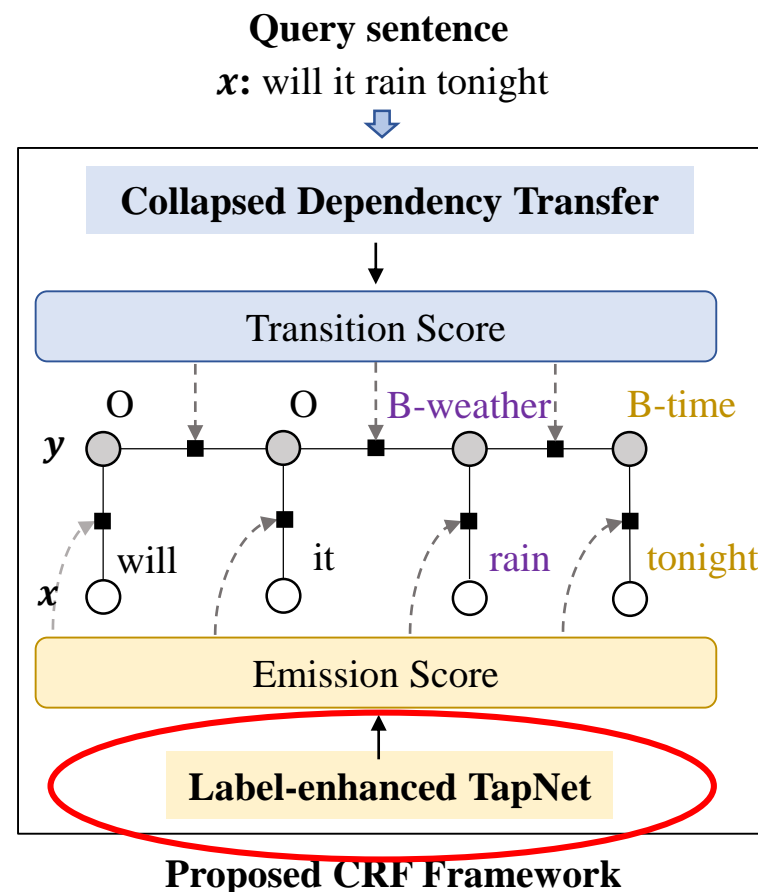 Query sentence
x: will it rain tonight
Collapsed Dependency Transfer
Transition Score
O O B-weather B-time
y
will it rain tonight
x
Emission Score
Label-enhanced TapNet
Proposed CRF Framework